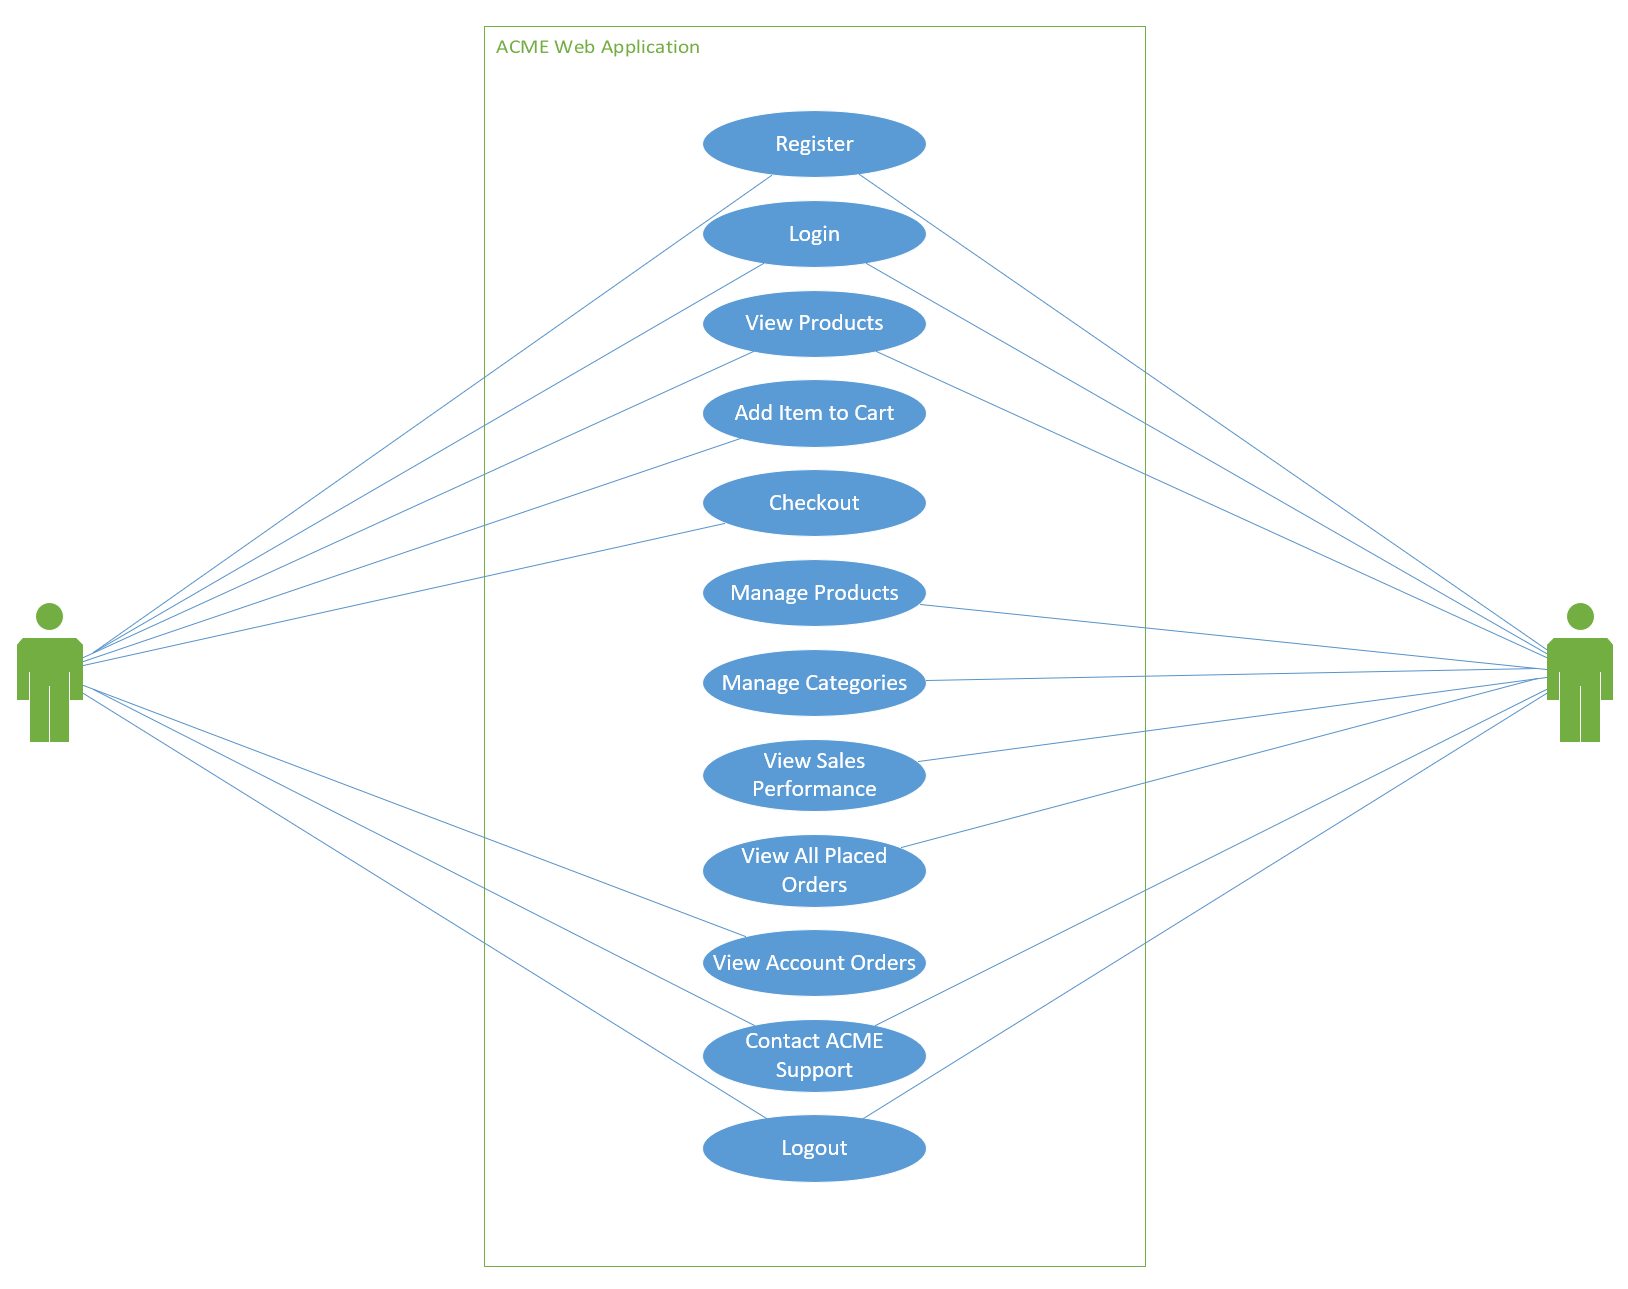 ACME Web Application
Register
Login
View Products
Add Item to Cart
Checkout
Manage Products
Manage Categories
View Sales
Performance
View All Placed
Orders
View Account Orders
Contact ACME
Support
Logout